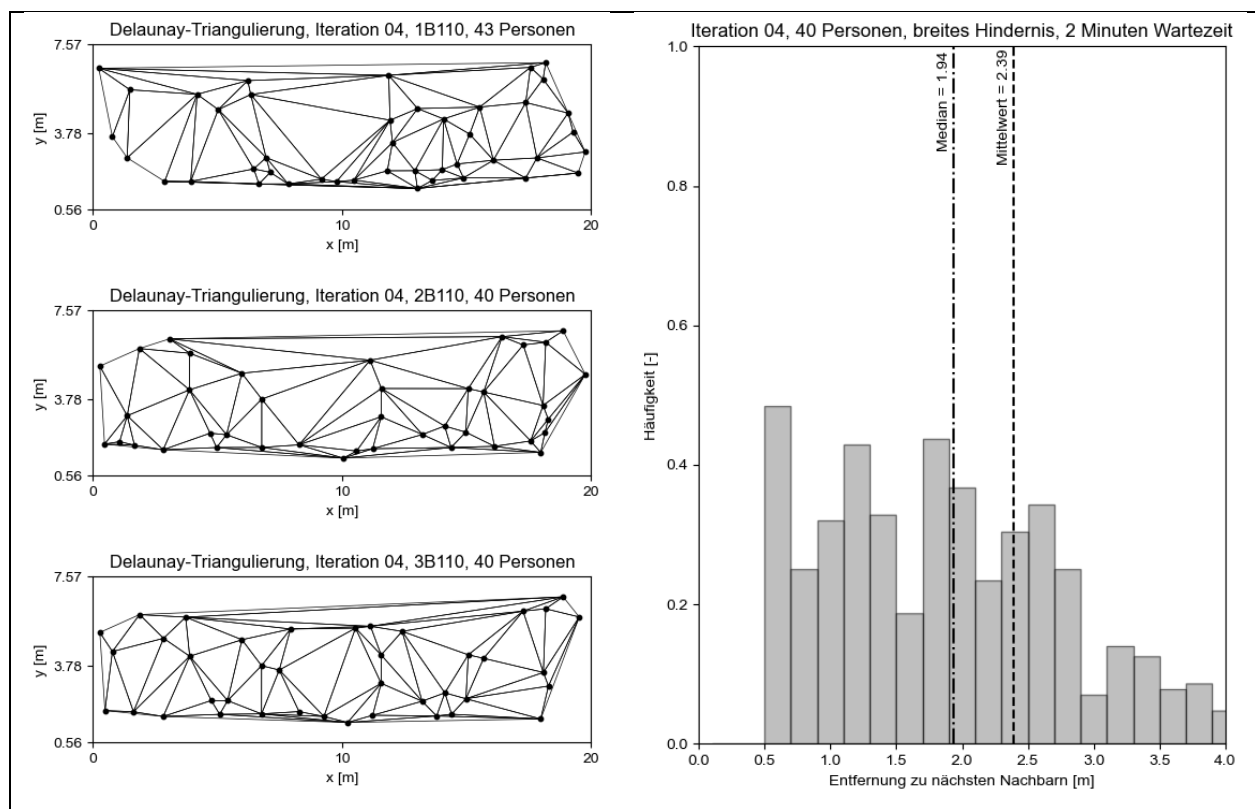 Delaunay-Triangulierung, Iteration 04, 1B110, 43 Personen
7.57
3.78
0.56
y [m]
0
10
20
x [m]
Delaunay-Triangulierung, Iteration 04, 2B110, 40 Personen
7.57
3.78
0.56
y [m]
0
10
20
x [m]
Delaunay-Triangulierung, Iteration 04, 3B110, 40 Personen
7.57
3.78
0.56
y [m]
0
10
20
x [m]
Iteration 04, 40 Personen, breites Hindernis, 2 Minuten Wartezeit
1.0
0.8
0.6
0.4
0.2
0.0
Häufigkeit [-]
Median = 1.94
Mittelwert = 2.39
0.0
0.5
1.0
1.5
2.0
2.5
3.0
3.5
4.0
Entfernung zu nächsten Nachbarn [m]